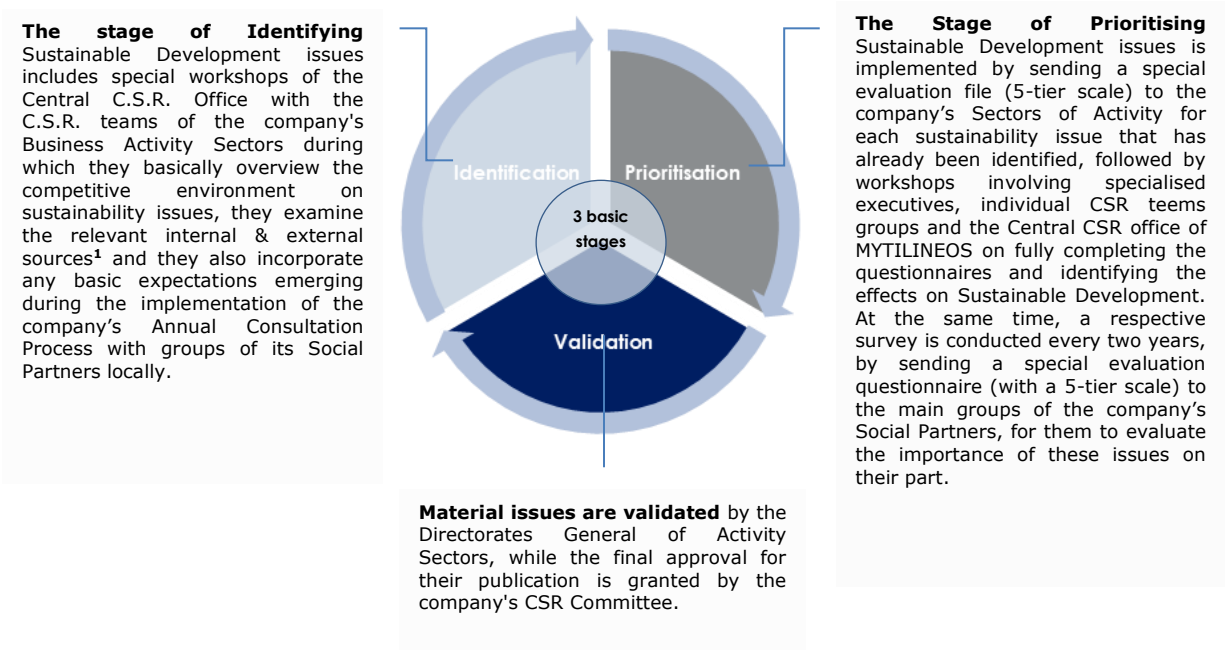 The stage of Identifying
Sustainable Development issues
includes special workshops of the
Central C.S.R. Office with the
C.S.R. teams of the company's
Business Activity Sectors during
which they basically overview the
competitive environment on
sustainability issues, they examine
the relevant internal & external
sources¹ and they also incorporate
any basic expectations emerging
during the implementation of the
company’s Annual Consultation
Process with groups of its Social
Partners locally.
Identification
Prioritisation
3 basic
stages
Validation
The Stage of Prioritising
Sustainable Development issues is
implemented by sending a special
evaluation file (5-tier scale) to the
company’s Sectors of Activity for
each sustainability issue that has
already been identified, followed by
workshops involving specialised
executives, individual CSR teems
groups and the Central CSR office of
MYTILINEOS on fully completing the
questionnaires and identifying the
effects on Sustainable Development.
At the same time, a respective
survey is conducted every two years,
by sending a special evaluation
questionnaire (with a 5-tier scale) to
the main groups of the company’s
Social Partners, for them to evaluate
the importance of these issues on
their part.
Material issues are validated by the
Directorates General of Activity
Sectors, while the final approval for
their publication is granted by the
company's CSR Committee.